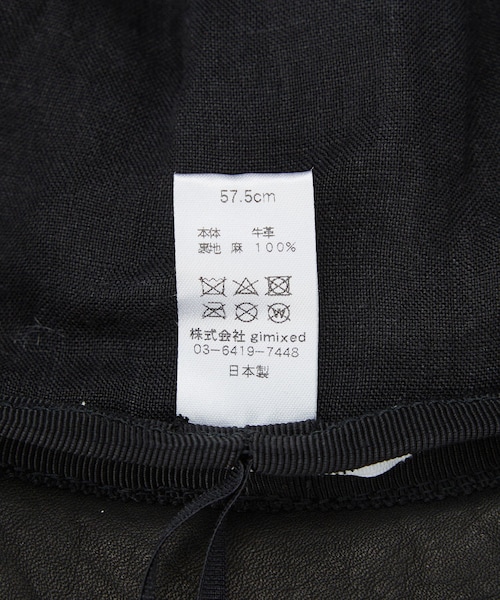 57.5cm
本体 牛革
裏地 麻 100%
株式会社 gimixed
03-6419-7448
日本製